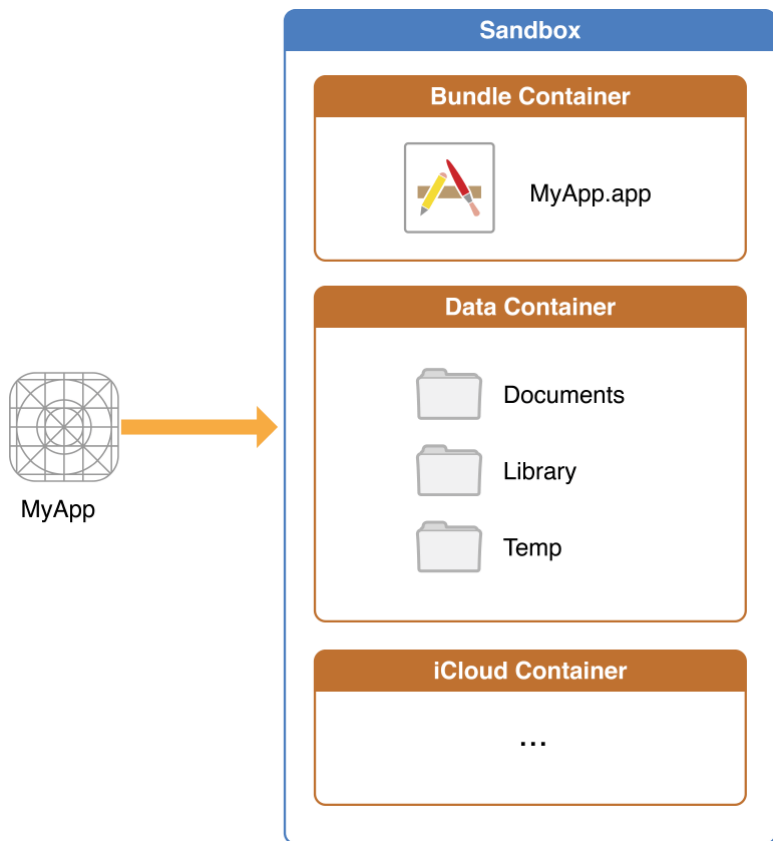 Sandbox
Bundle Container
MyApp.app
Data Container
Documents
Library
Temp
MyApp
iCloud Container
...